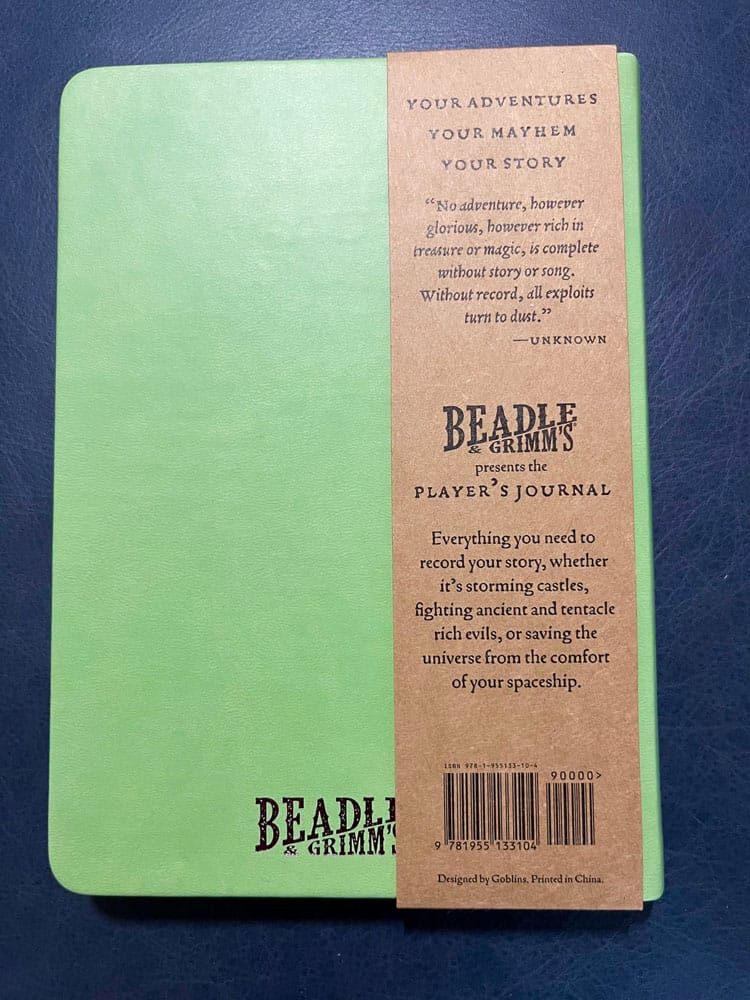 YOUR ADVENTURES
YOUR MAYHEM
YOUR STORY
“No adventure, however
glorious, however rich in
treasure or magic, is complete
without story or song.
Without record, all exploits
turn to dust.”
—UNKNOWN
BEADLE
& GRIMM'S®
presents the
PLAYER'S JOURNAL
Everything you need to
record your story, whether
it's storming castles,
fighting ancient and tentacle
rich evils, or saving the
universe from the comfort
of your spaceship.
ISBN 978-1-955133-10-4
90000>
9 781955 133104
Designed by Goblins. Printed in China.
BEADL
& GRIMM'S